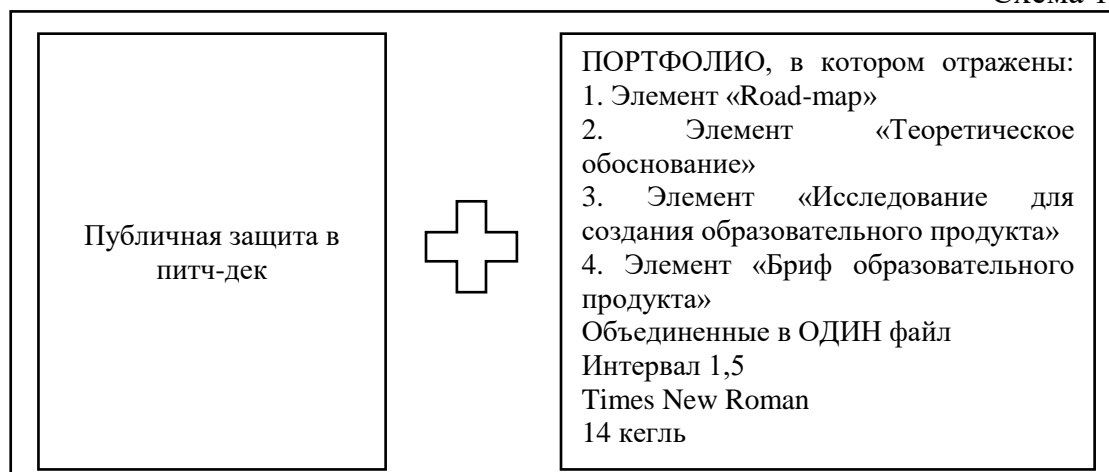 Публичная защита в
питч-дек
ПОРТФОЛИО, в котором отражены:
1. Элемент «Road-map»
2. Элемент «Теоретическое
обоснование»
3. Элемент «Исследование для
создания образовательного продукта»
4. Элемент «Бриф образовательного
продукта»
Объединенные в ОДИН файл
Интервал 1,5
Times New Roman
14 кегль